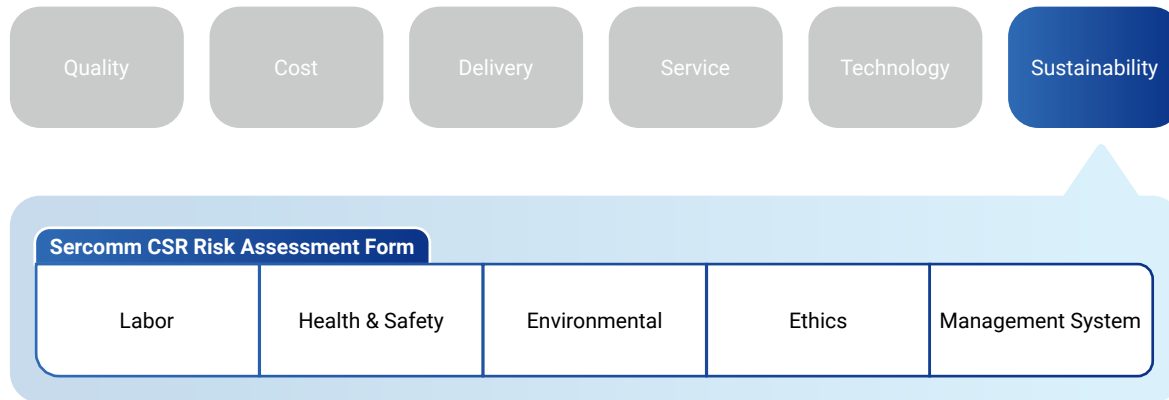 Quality
Cost
Delivery
Service
Technology
Sustainability
Sercomm CSR Risk Assessment Form
Labor
Health & Safety
Environmental
Ethics
Management System